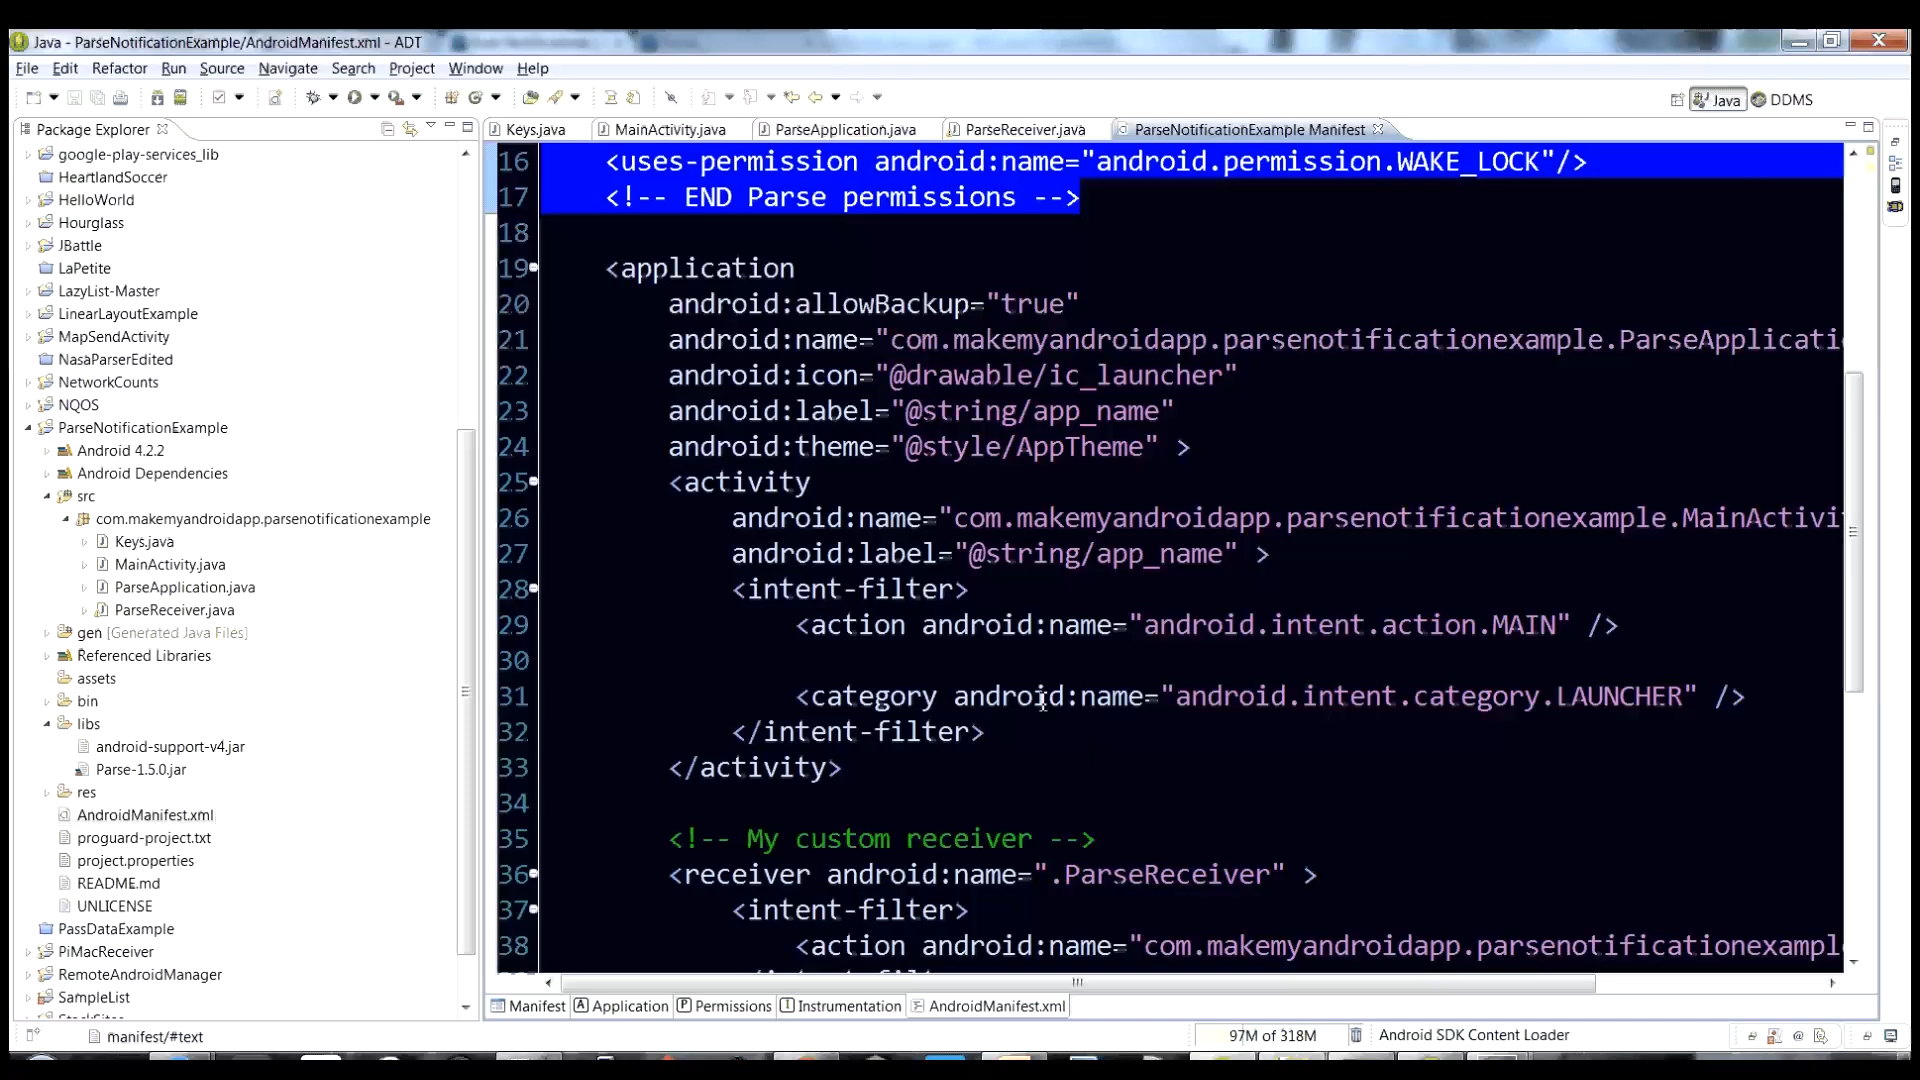 Java - ParseNotificationExample/AndroidManifest.xml - ADT
File Edit Refactor Run Source Navigate Search Project Window Help
Java DDMS
Package Explorer
Keys.java MainActivity.java ParseApplication.java ParseReceiver.java ParseNotificationExample Manifest
google-play-services_lib
HeartlandSoccer
HelloWorld
Hourglass
JBattle
LaPetite
LazyList-Master
LinearLayoutExample
MapSendActivity
NasaParserEdited
NetworkCounts
NQOS
ParseNotificationExample
Android 4.2.2
Android Dependencies
src
com.makemyandroidapp.parsenotificationexample
Keys.java
MainActivity.java
ParseApplication.java
ParseReceiver.java
gen [Generated Java Files]
Referenced Libraries
assets
bin
libs
android-support-v4.jar
Parse-1.5.0.jar
res
AndroidManifest.xml
proguard-project.txt
project.properties
README.md
UNLICENSE
PassDataExample
PiMacReceiver
RemoteAndroidManager
SampleList
16 <uses-permission android:name="android.permission.WAKE_LOCK"/>
17 <!-- END Parse permissions -->
18
19 <application
20 android:allowBackup="true"
21 android:name="com.makemyandroidapp.parsenotificationexample.ParseApplicati
22 android:icon="@drawable/ic_launcher"
23 android:label="@string/app_name"
24 android:theme="@style/AppTheme" >
25 <activity
26 android:name="com.makemyandroidapp.parsenotificationexample.MainActivi
27 android:label="@string/app_name" >
28 <intent-filter>
29 <action android:name="android.intent.action.MAIN" />
30
31 <category android:name="android.intent.category.LAUNCHER" />
32 </intent-filter>
33 </activity>
34
35 <!-- My custom receiver -->
36 <receiver android:name=".ParseReceiver" >
37 <intent-filter>
38 <action android:name="com.makemyandroidapp.parsenotificationexampl
Manifest Application Permissions Instrumentation AndroidManifest.xml
manifest/#text
97M of 318M
Android SDK Content Loader